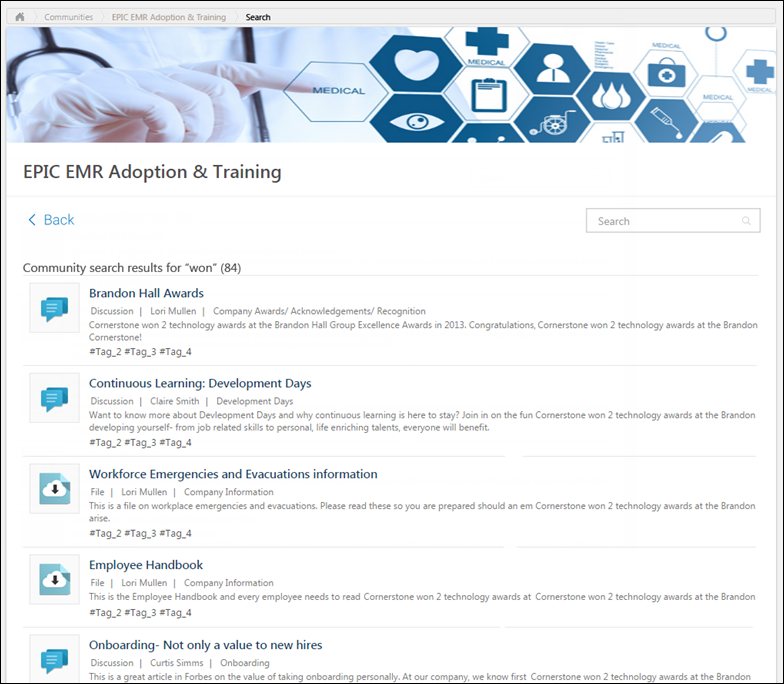 Communities EPIC EMR Adoption & Training Search
MEDICAL
MEDICAL
MEDICAL
MEDICAL
MEDICAL
EPIC EMR Adoption & Training
Back
Search
Community search results for "won" (84)
Brandon Hall Awards
Discussion | Lori Mullen | Company Awards/ Acknowledgements/ Recognition
Cornerstone won 2 technology awards at the Brandon Hall Group Excellence Awards in 2013. Congratulations, Cornerstone won 2 technology awards at the Brandon
Cornerstone!
#Tag_2 #Tag_3 #Tag_4
Continuous Learning: Development Days
Discussion | Claire Smith | Development Days
Want to know more about Devleopment Days and why continuous learning is here to stay? Join in on the fun Cornerstone won 2 technology awards at the Brandon
developing yourself- from job related skills to personal, life enriching talents, everyone will benefit.
#Tag_2 #Tag_3 #Tag_4
Workforce Emergencies and Evacuations information
File | Lori Mullen | Company Information
This is a file on workplace emergencies and evacuations. Please read these so you are prepared should an em Cornerstone won 2 technology awards at the Brandon
arise.
#Tag_2 #Tag_3 #Tag_4
Employee Handbook
File | Lori Mullen | Company Information
This is the Employee Handbook and every employee needs to read Cornerstone won 2 technology awards at Cornerstone won 2 technology awards at the Brandon
#Tag_2 #Tag_3 #Tag_4
Onboarding- Not only a value to new hires
Discussion | Curtis Simms | Onboarding
This is a great article in Forbes on the value of taking onboarding personally. At our company, we know first Cornerstone won 2 technology awards at the Brandon